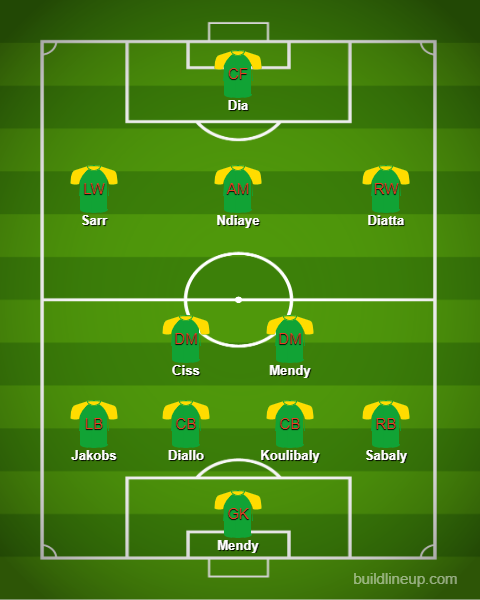 CF
Dia
LW AM RW
Sarr Ndiaye Diatta
DM DM
Ciss Mendy
LB CB CB RB
Jakobs Diallo Koulibaly Sabaly
GK
Mendy
buildlineup.com